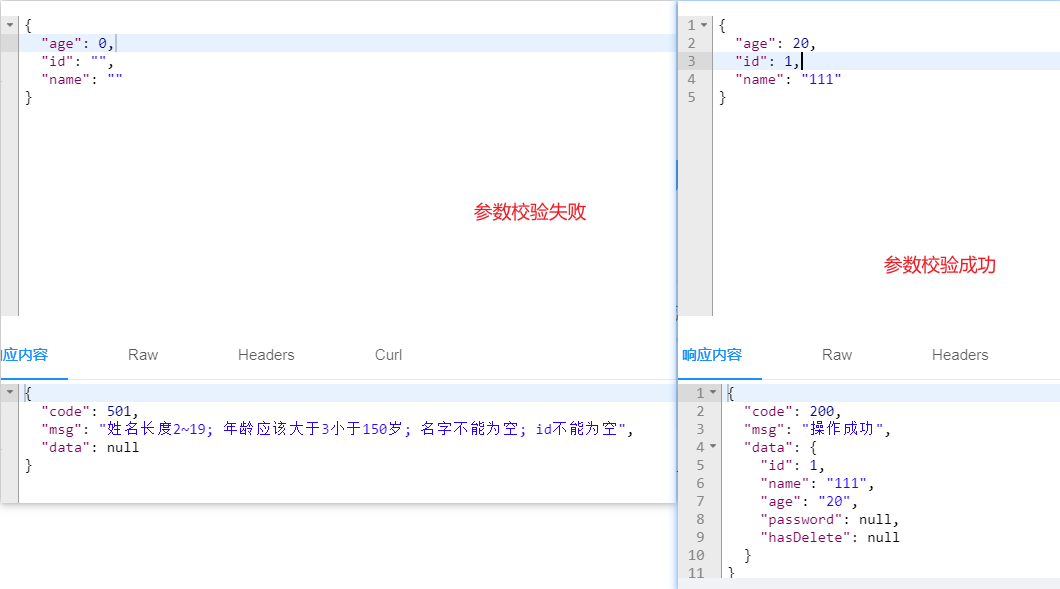 {
"age": 0,
"id": "",
"name": ""
}
参数校验失败
响应内容 Raw Headers Curl
{
"code": 501,
"msg": "姓名长度2~19; 年龄应该大于3小于150岁; 名字不能为空; id不能为空",
"data": null
}
1 {
2 "age": 20,
3 "id": 1,
4 "name": "111"
5 }
参数校验成功
响应内容 Raw Headers
1 {
2 "code": 200,
3 "msg": "操作成功",
4 "data": {
5 "id": 1,
6 "name": "111",
7 "age": "20",
8 "password": null,
9 "hasDelete": null
10 }
11 }